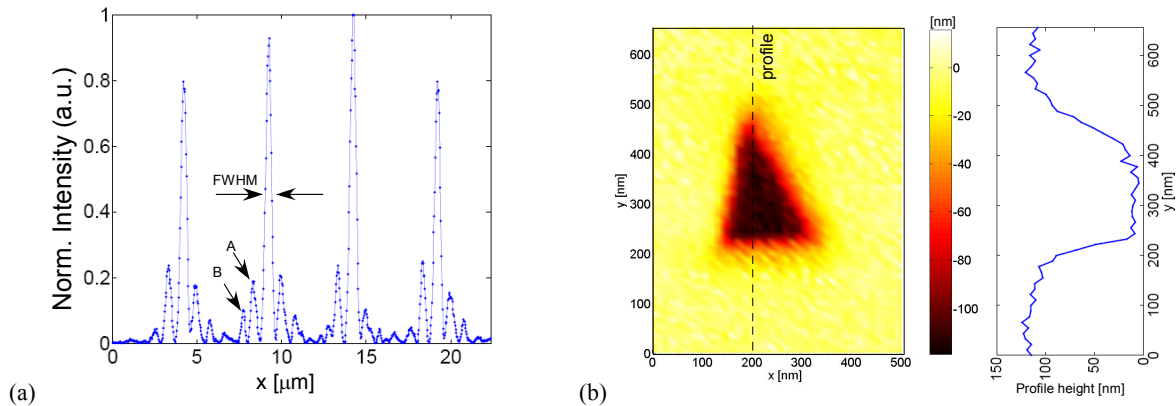 Norm. Intensity (a.u.)
1
0.8
0.6
0.4
0.2
0
FWHM
A
B
0 5 10 15 20
x [μm]
(a)
y [nm]
600
500
400
300
200
100
0
profile
0 100 200 300 400 500
x [nm]
[nm]
0
-20
-40
-60
-80
-100
600
500
400
300
200
100
0
y [nm]
150 100 50 0
Profile height [nm]
(b)